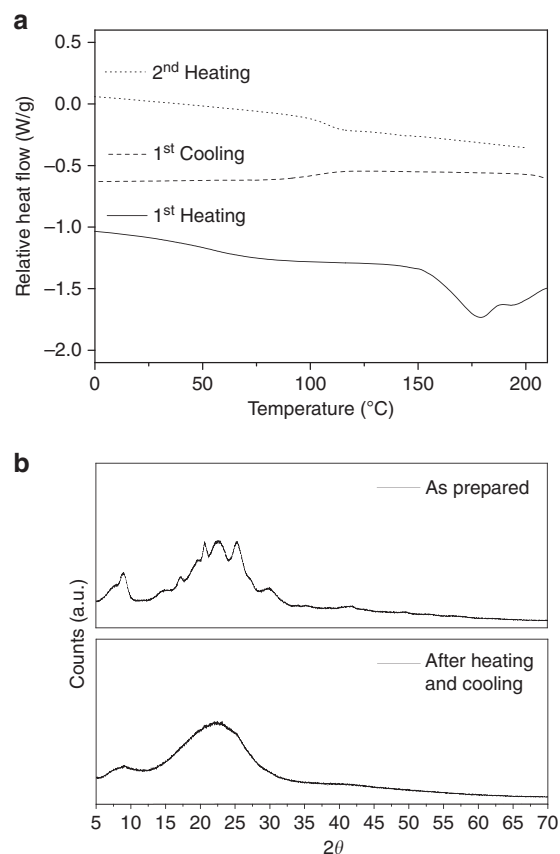 a
0.5
2nd Heating
0.0
1st Cooling
−0.5
1st Heating
−1.0
−1.5
−2.0
Relative heat flow (W/g)
0 50 100 150 200
Temperature (°C)
b
As prepared
After heating
and cooling
Counts (a.u.)
5 10 15 20 25 30 35 40 45 50 55 60 65 70
2θ